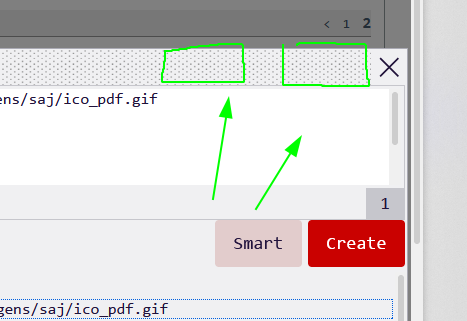 < 1 2
gens/saj/ico_pdf.gif
1
Smart Create
gens/saj/ico_pdf.gif